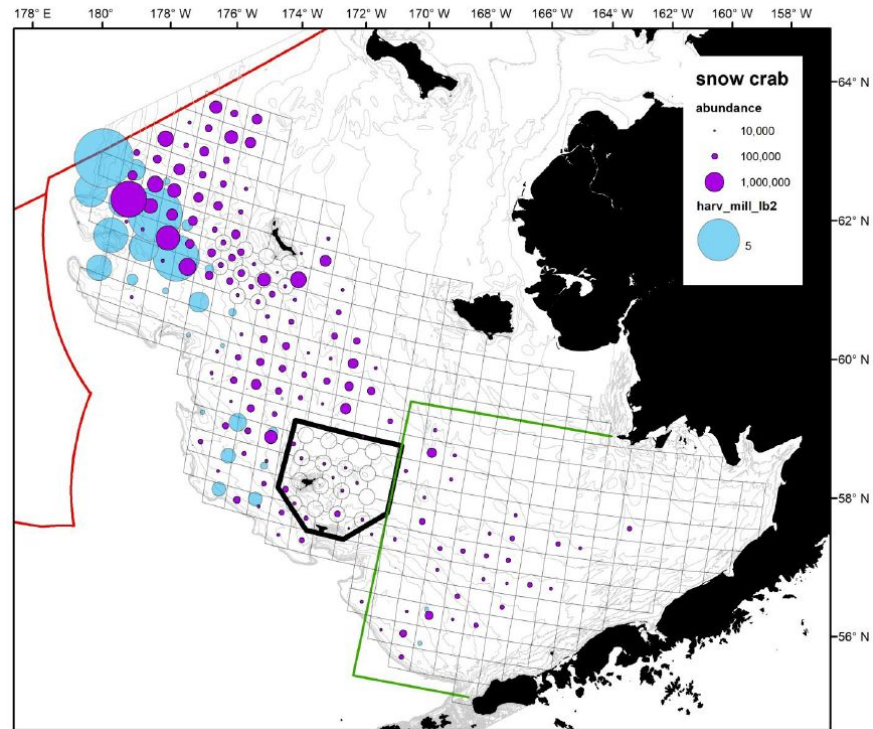 178° E 180° 178° W 176° W 174° W 172° W 170° W 168° W 166° W 164° W 162° W 160° W 158° W
64° N
snow crab
abundance
10,000
100,000
1,000,000
harv_mill_lb2
5
62° N
60° N
58° N
56° N